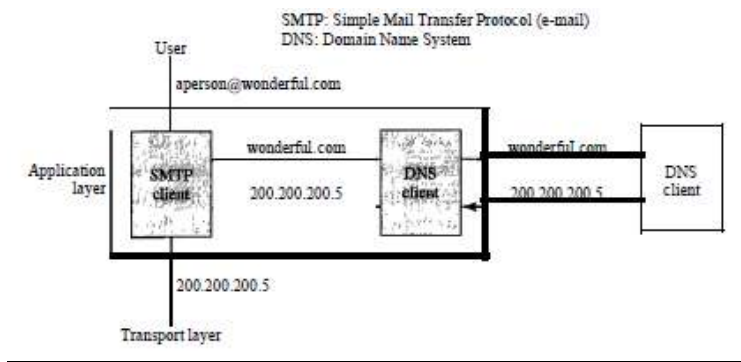 SMTP: Simple Mail Transfer Protocol (e-mail)
DNS: Domain Name System
User
aperson@wonderful.com
wonderful.com
wonderful.com
Application
layer
SMTP
client
DNS
client
DNS
client
200.200.200.5
200.200.200.5
200.200.200.5
Transport layer